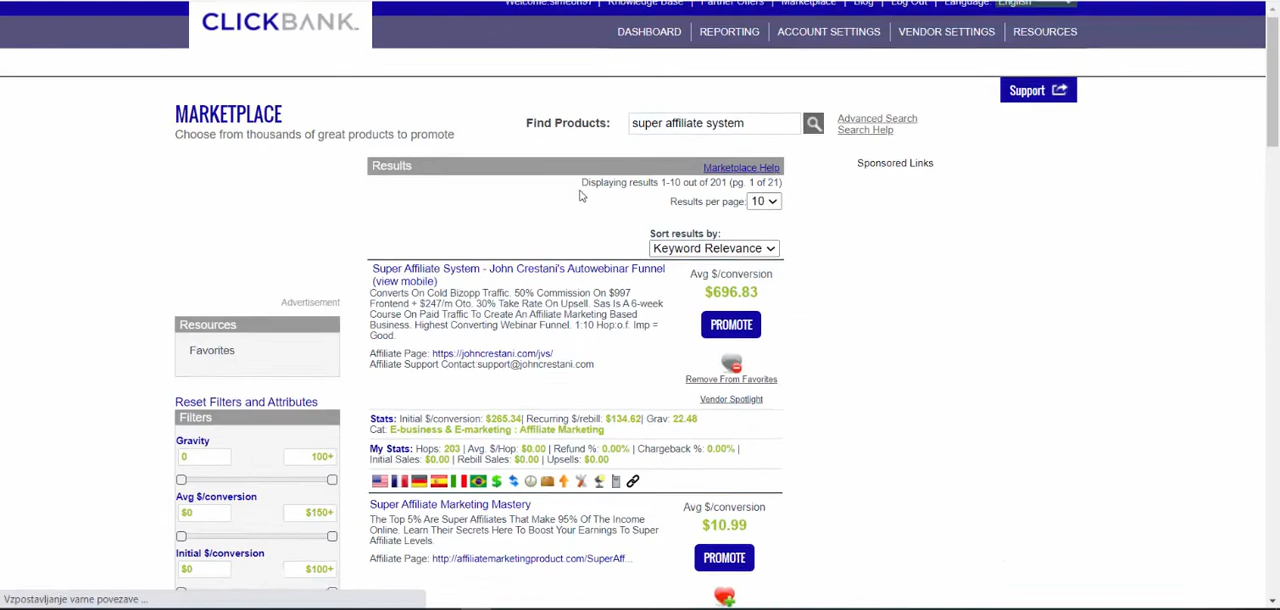 Welcome:simeon97 Knowledge Base Partner Offers Marketplace Blog Log Out Language: English
CLICKBANK.
DASHBOARD REPORTING ACCOUNT SETTINGS VENDOR SETTINGS RESOURCES
Support
MARKETPLACE
Choose from thousands of great products to promote
Find Products: super affiliate system
Advanced Search
Search Help
Results Marketplace Help
Sponsored Links
Displaying results 1-10 out of 201 (pg. 1 of 21)
Results per page: 10
Sort results by:
Keyword Relevance
Super Affiliate System - John Crestani's Autowebinar Funnel
(view mobile)
Converts On Cold Bizopp Traffic. 50% Commission On $997
Frontend + $247/m Oto. 30% Take Rate On Upsell. Sas Is A 6-week
Course On Paid Traffic To Create An Affiliate Marketing Based
Business. Highest Converting Webinar Funnel. 1:10 Hop:o.f. Imp =
Good.
Affiliate Page: https://johncrestani.com/jvs/
Affiliate Support Contact:support@johncrestani.com
Avg $/conversion
$696.83
PROMOTE
Remove From Favorites
Vendor Spotlight
Stats: Initial $/conversion: $265.34| Recurring $/rebill: $134.62| Grav: 22.48
Cat: E-business & E-marketing : Affiliate Marketing
My Stats: Hops: 203 | Avg. $/Hop: $0.00 | Refund %: 0.00% | Chargeback %: 0.00% |
Initial Sales: $0.00 | Rebill Sales: $0.00 | Upsells: $0.00
Super Affiliate Marketing Mastery
The Top 5% Are Super Affiliates That Make 95% Of The Income
Online. Learn Their Secrets Here To Boost Your Earnings To Super
Affiliate Levels.
Affiliate Page: http://affiliatemarketingproduct.com/SuperAff...
Avg $/conversion
$10.99
PROMOTE
Advertisement
Resources
Favorites
Reset Filters and Attributes
Filters
Gravity
0 100+
Avg $/conversion
$0 $150+
Initial $/conversion
$0 $100+
Vzpostavljanje varne povezave ...